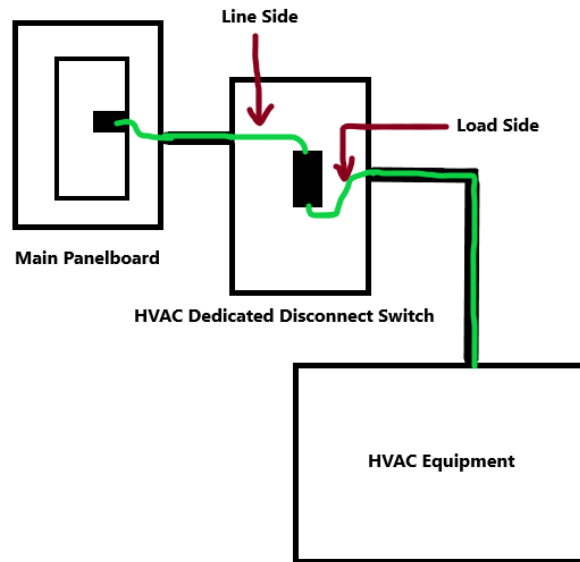 Line Side
Load Side
Main Panelboard
HVAC Dedicated Disconnect Switch
HVAC Equipment